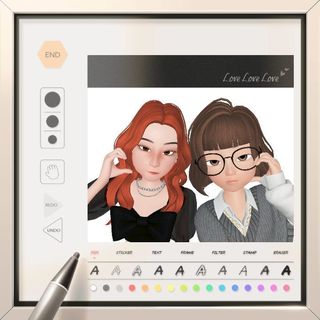 END
Love Love Love
REDO
UNDO
PEN STICKER TEXT FRAME FILTER STAMP ERASER
A A A A A A A A A A